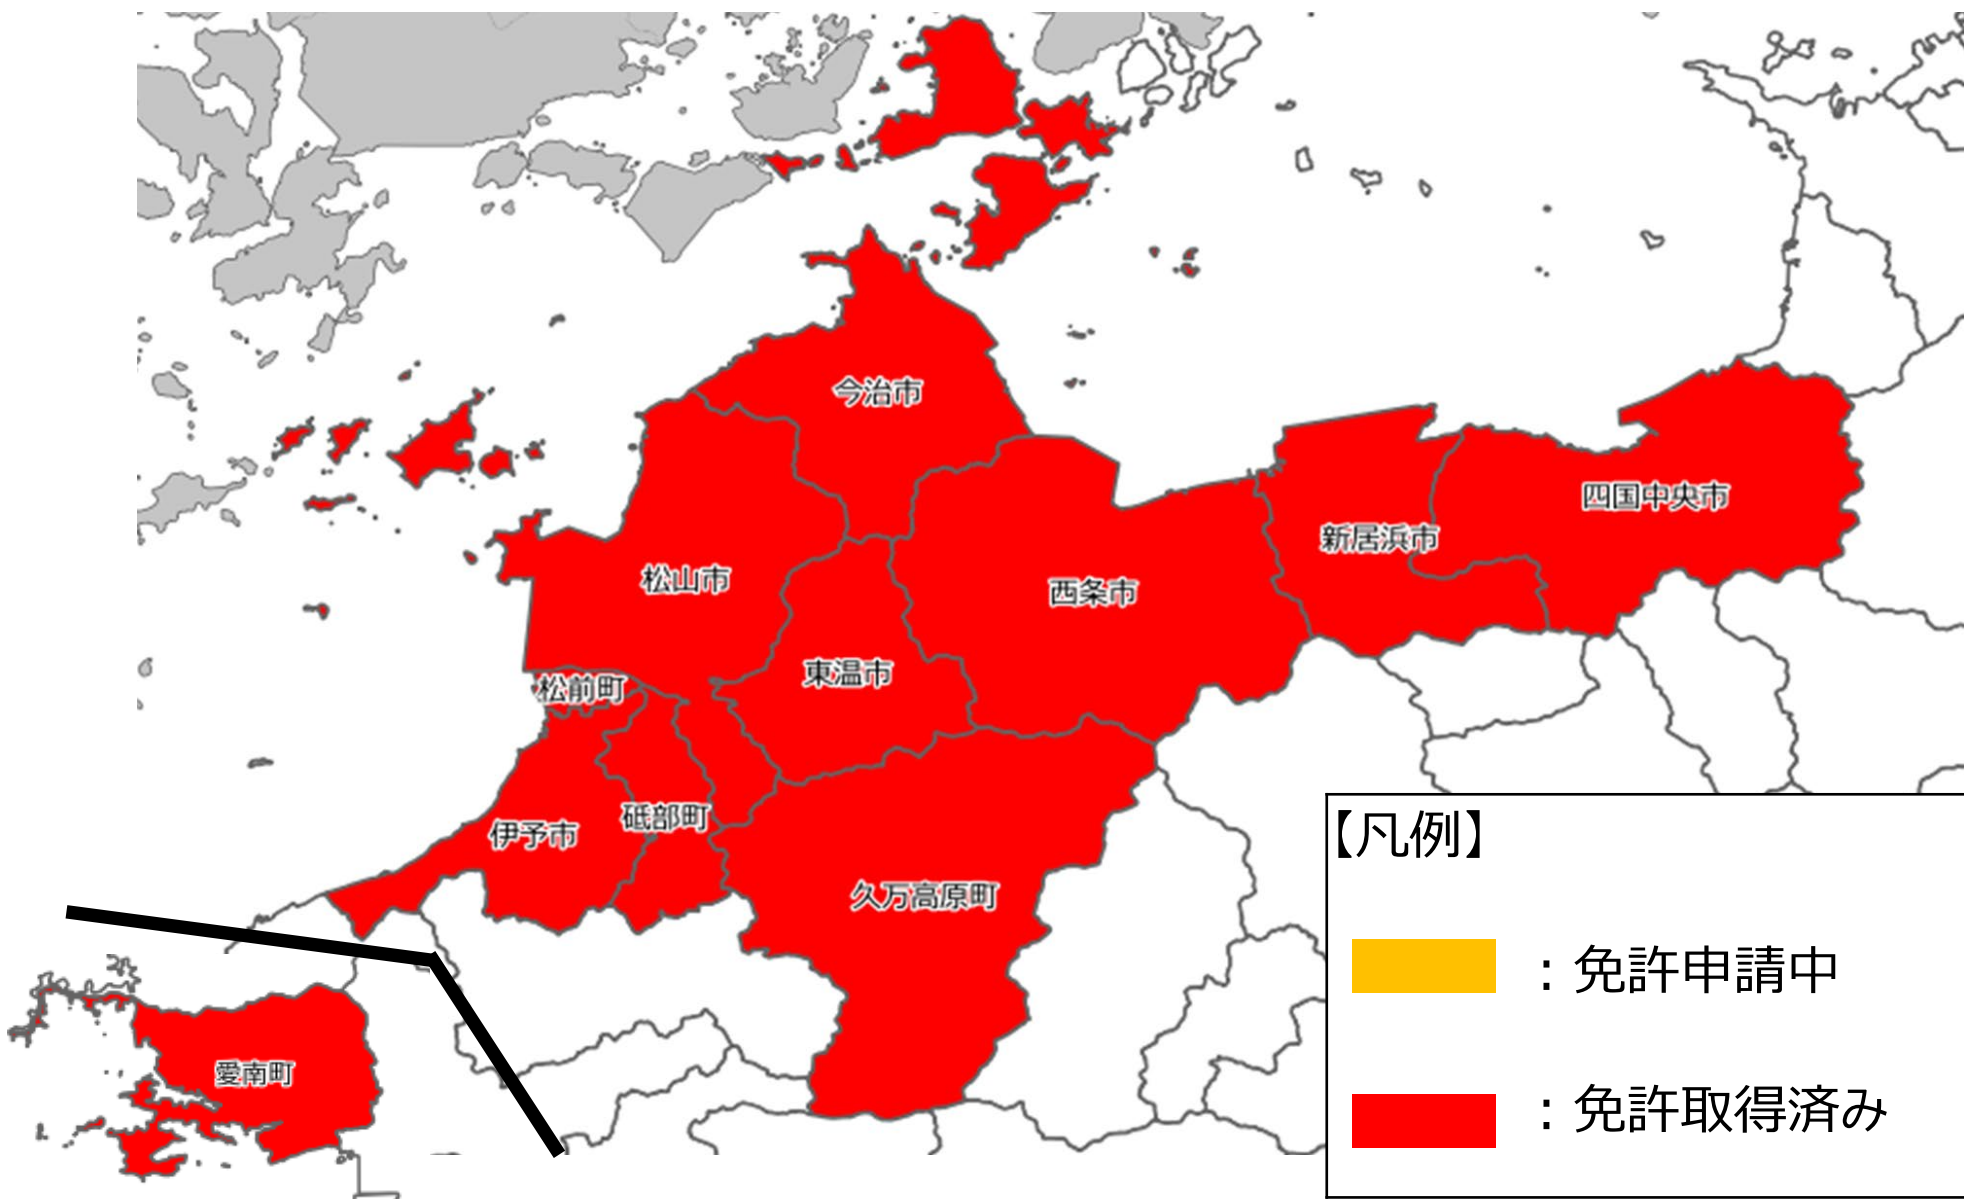 今治市
四国中央市
新居浜市
松山市
西条市
東温市
松前町
砥部町
伊予市
久万高原町
愛南町
【凡例】
：免許申請中
：免許取得済み